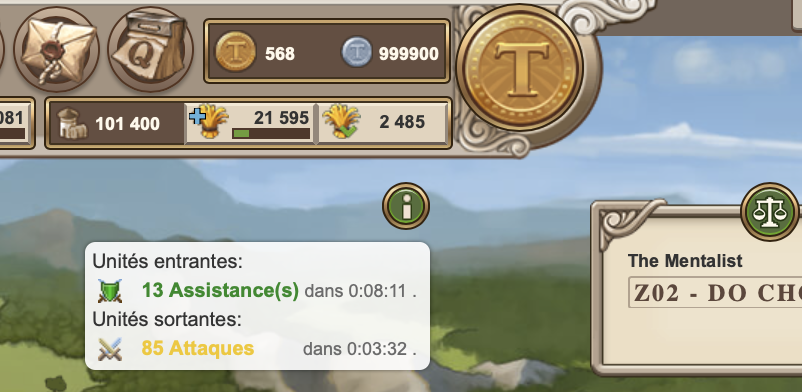 Q
T 568 T 999900
T
081 101 400 21 595 2 485
i
Unités entrantes:
13 Assistance(s) dans 0:08:11 .
Unités sortantes:
85 Attaques dans 0:03:32 .
The Mentalist
Z02 - DO CHO